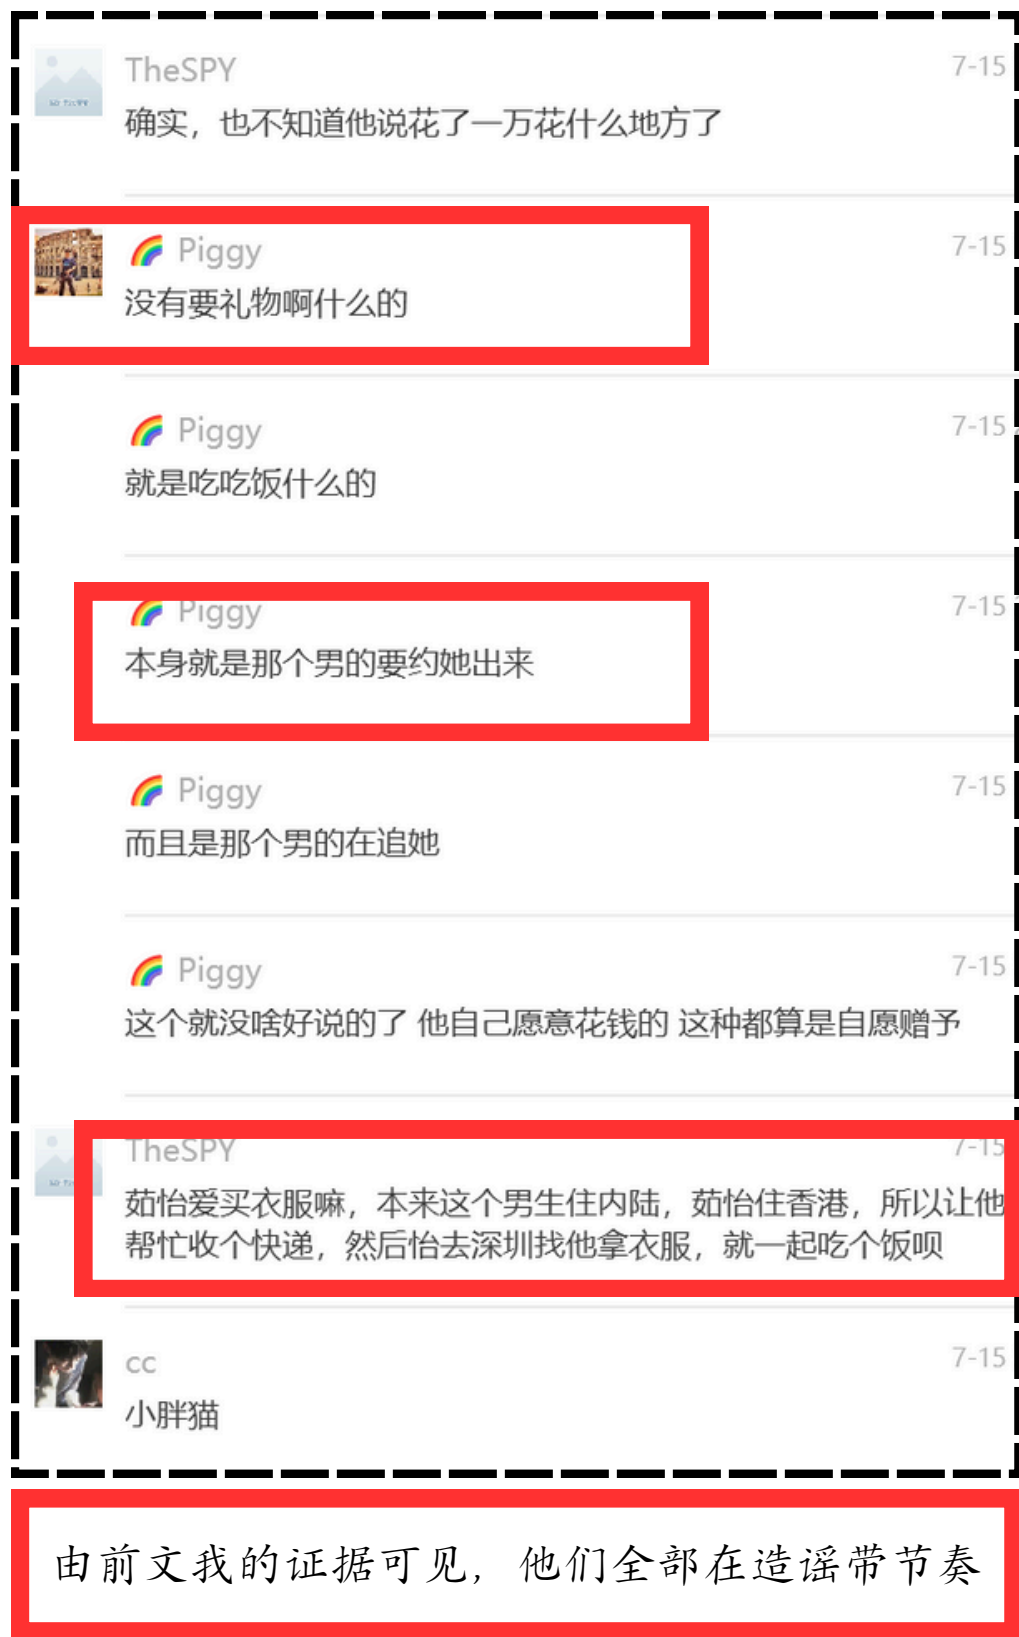 TheSPY 7-15
确实，也不知道他说花了一万花什么地方了
🌈 Piggy 7-15
没有要礼物啊什么的
🌈 Piggy 7-15
就是吃吃饭什么的
🌈 Piggy 7-15
本身就是那个男的要约她出来
🌈 Piggy 7-15
而且是那个男的在追她
🌈 Piggy 7-15
这个就没啥好说的了 他自己愿意花钱的 这种都算是自愿赠予
TheSPY 7-15
茹怡爱买衣服嘛，本来这个男生住内陆，茹怡住香港，所以让他
帮忙收个快递，然后怡去深圳找他拿衣服，就一起吃个饭呗
cc 7-15
小胖猫
由前文我的证据可见，他们全部在造谣带节奏